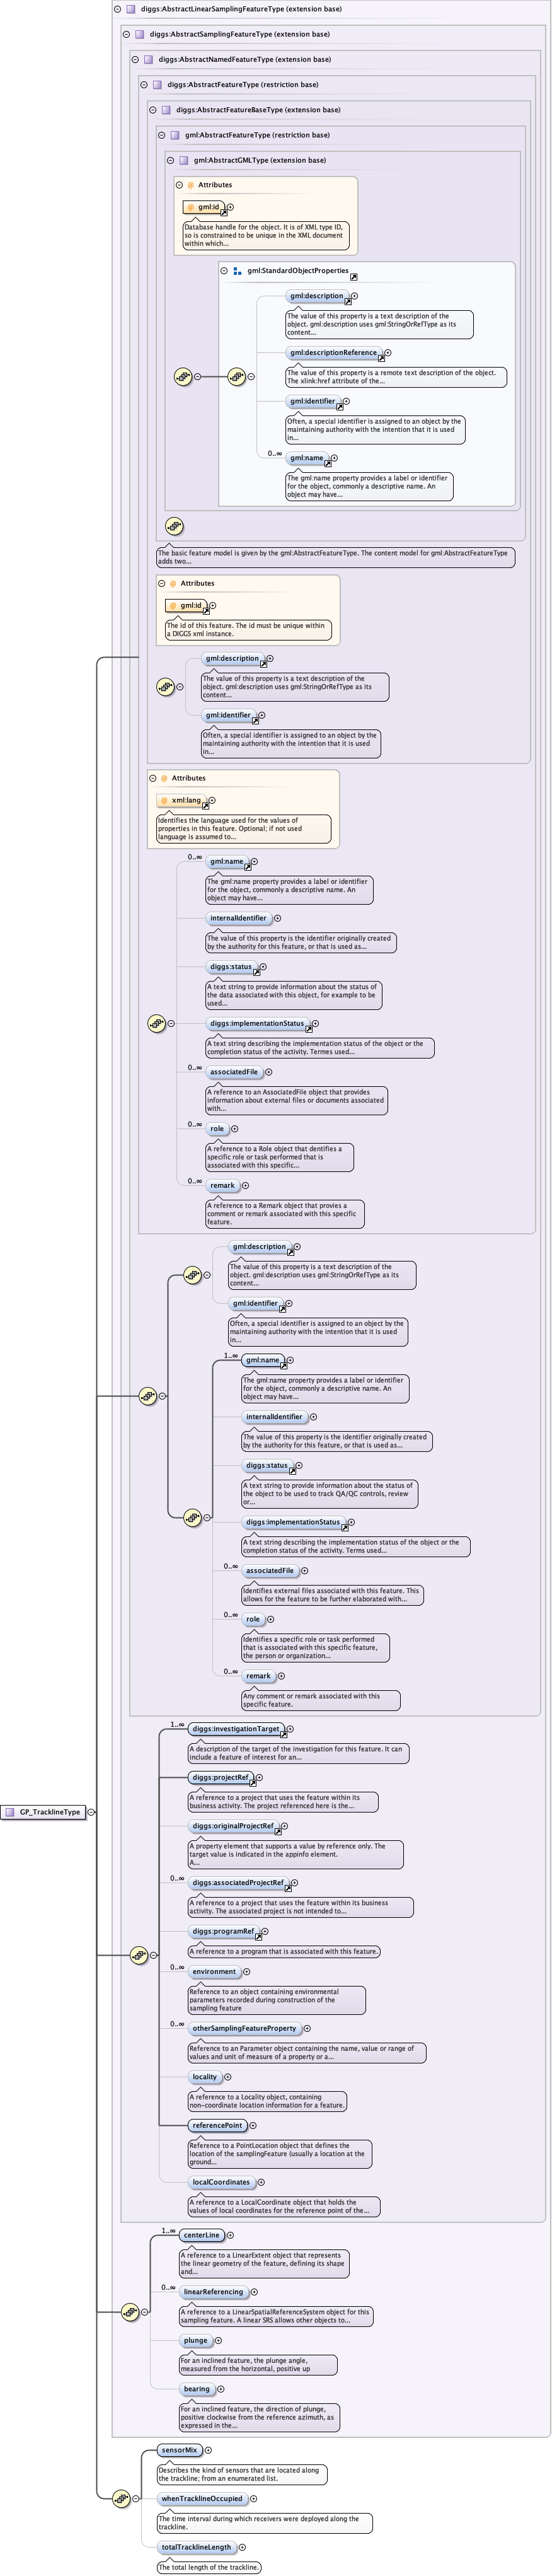 diggs:AbstractLinearSamplingFeatureType (extension base)
diggs:AbstractSamplingFeatureType (extension base)
diggs:AbstractNamedFeatureType (extension base)
diggs:AbstractFeatureType (restriction base)
diggs:AbstractFeatureBaseType (extension base)
gml:AbstractFeatureType (restriction base)
gml:AbstractGMLType (extension base)
@ Attributes
@ gml:id
Database handle for the object. It is of XML type ID,
so is constrained to be unique in the XML document
within which...
gml:StandardObjectProperties
gml:description
The value of this property is a text description of the
object. gml:description uses gml:StringOrRefType as its
content...
gml:descriptionReference
The value of this property is a remote text description of the object.
The xlink:href attribute of the...
gml:identifier
Often, a special identifier is assigned to an object by the
maintaining authority with the intention that it is used
in...
0..∞
gml:name
The gml:name property provides a label or identifier
for the object, commonly a descriptive name. An
object may have...
The basic feature model is given by the gml:AbstractFeatureType. The content model for gml:AbstractFeatureType
adds two...
@ Attributes
@ gml:id
The id of this feature. The id must be unique within
a DIGGS xml instance.
gml:description
The value of this property is a text description of the
object. gml:description uses gml:StringOrRefType as its
content...
gml:identifier
Often, a special identifier is assigned to an object by the
maintaining authority with the intention that it is used
in...
@ Attributes
@ xml:lang
Identifies the language used for the values of
properties in this feature. Optional; if not used
language is assumed to...
0..∞
gml:name
The gml:name property provides a label or identifier
for the object, commonly a descriptive name. An
object may have...
internalIdentifier
The value of this property is the identifier originally created
by the authority for this feature, or that is used as...
diggs:status
A text string to provide information about the status of
the data associated with this object, for example to be
used...
diggs:implementationStatus
A text string describing the implementation status of the object or the
completion status of the activity. Termes used...
0..∞
associatedFile
A reference to an AssociatedFile object that provides
information about external files or documents associated
with...
0..∞
role
A reference to a Role object that dentifies a
specific role or task performed that is
associated with this specific...
0..∞
remark
A reference to a Remark object that provies a
comment or remark associated with this specific
feature.
gml:description
The value of this property is a text description of the
object. gml:description uses gml:StringOrRefType as its
content...
gml:identifier
Often, a special identifier is assigned to an object by the
maintaining authority with the intention that it is used
in...
1..∞
gml:name
The gml:name property provides a label or identifier
for the object, commonly a descriptive name. An
object may have...
internalIdentifier
The value of this property is the identifier originally created
by the authority for this feature, or that is used as...
diggs:status
A text string to provide information about the status of
the object to be used to track QA/QC controls, review
or...
diggs:implementationStatus
A text string describing the implementation status of the object or the
completion status of the activity. Terms used...
0..∞
associatedFile
Identifies external files associated with this feature. This
allows for the feature to be further elaborated with...
0..∞
role
Identifies a specific role or task performed
that is associated with this specific feature,
the person or organization...
0..∞
remark
Any comment or remark associated with this
specific feature.
1..∞
diggs:investigationTarget
A description of the target of the investigation for this feature. It can
include a feature of interest for an...
diggs:projectRef
A reference to a project that uses the feature within its
business activity. The project referenced here is the...
GP_TracklineType
diggs:originalProjectRef
A property element that supports a value by reference only. The
target value is indicated in the appinfo element.
A...
0..∞
diggs:associatedProjectRef
A reference to a project that uses the feature within its business
activity. The associated project is not intended to...
diggs:programRef
A reference to a program that is associated with this feature.
0..∞
environment
Reference to an object containing environmental
parameters recorded during construction of the
sampling feature
0..∞
otherSamplingFeatureProperty
Reference to an Parameter object containing the name, value or range of
values and unit of measure of a property or a...
locality
A reference to a Locality object, containing
non-coordinate location information for a feature.
referencePoint
Reference to a PointLocation object that defines the
location of the samplingFeature (usually a location at the
ground...
localCoordinates
A reference to a LocalCoordinate object that holds the
values of local coordinates for the reference point of the...
1..∞
centerLine
A reference to a LinearExtent object that represents
the linear geometry of the feature, defining its shape
and...
0..∞
linearReferencing
A reference to a LinearSpatialReferenceSystem object for this
sampling feature. A linear SRS allows other objects to...
plunge
For an inclined feature, the plunge angle,
measured from the horizontal, positive up
bearing
For an inclined feature, the direction of plunge,
positive clockwise from the reference azimuth, as
expressed in the...
sensorMix
Describes the kind of sensors that are located along
the trackline; from an enumerated list.
whenTracklineOccupied
The time interval during which receivers were deployed along the
trackline.
totalTracklineLength
The total length of the trackline.